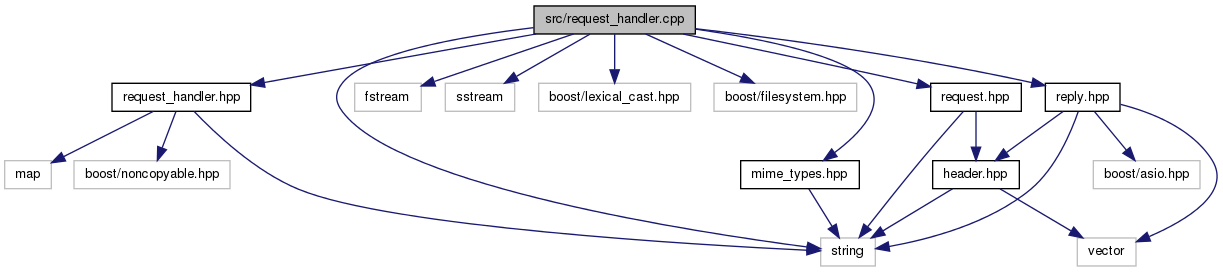 src/request_handler.cpp
request_handler.hpp
fstream
sstream
boost/lexical_cast.hpp
boost/filesystem.hpp
request.hpp
reply.hpp
map
boost/noncopyable.hpp
mime_types.hpp
header.hpp
boost/asio.hpp
string
vector